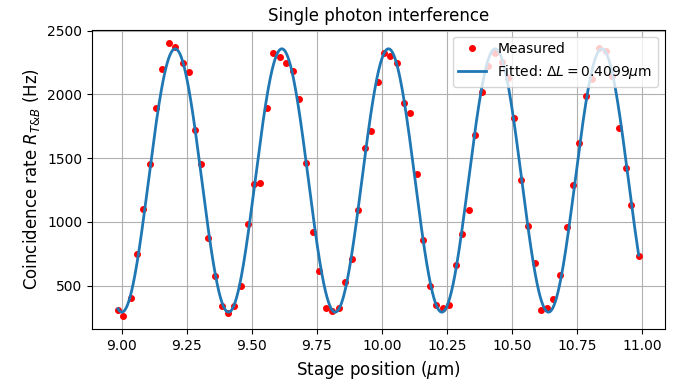 Single photon interference
2500
2000
1500
1000
500
Coincidence rate R_{T&B} (Hz)
Measured
Fitted: ΔL = 0.4099μm
9.00 9.25 9.50 9.75 10.00 10.25 10.50 10.75 11.00
Stage position (μm)